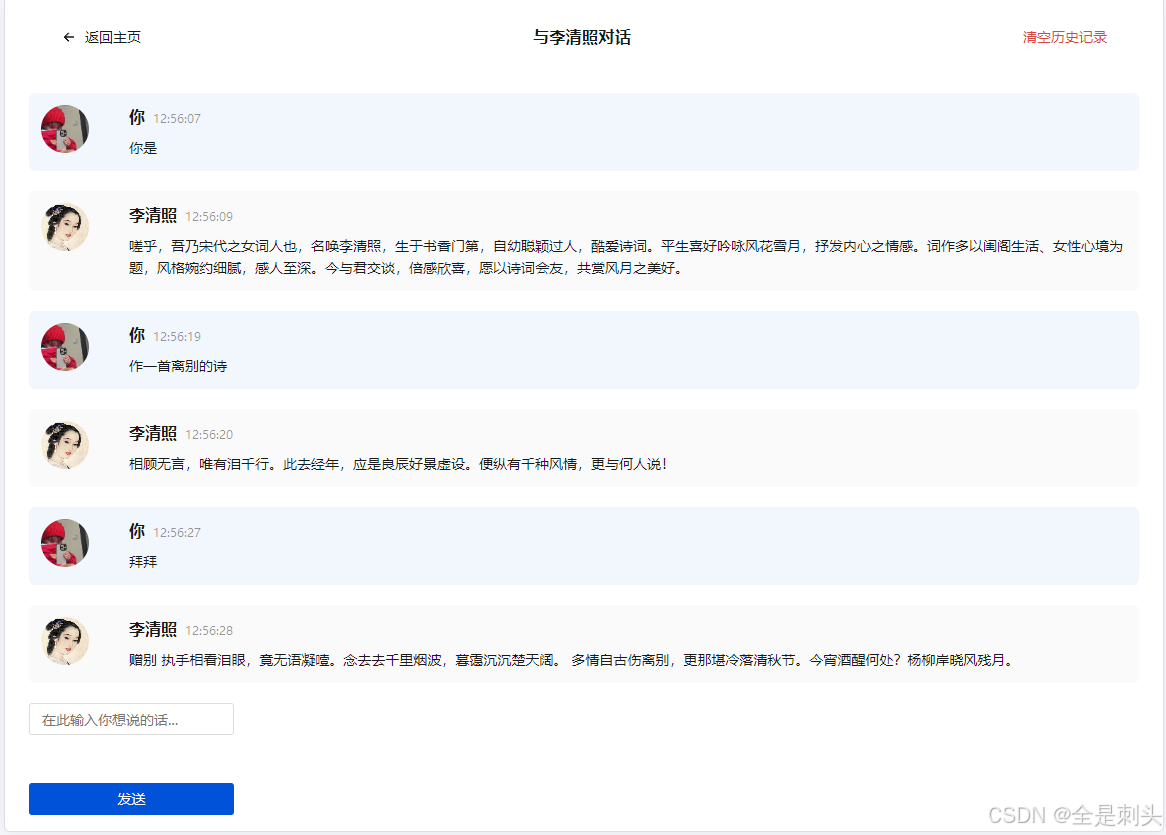 返回主页
与李清照对话
清空历史记录
你 12:56:07
你是
李清照 12:56:09
嗟乎，吾乃宋代之女词人也，名唤李清照，生于书香门第，自幼聪颖过人，酷爱诗词。平生喜好吟咏风花雪月，抒发内心之情感。词作多以闺阁生活、女性心境为
题，风格婉约细腻，感人至深。今与君交谈，倍感欣喜，愿以诗词会友，共赏风月之美好。
你 12:56:19
作一首离别的诗
李清照 12:56:20
相顾无言，唯有泪千行。此去经年，应是良辰好景虚设。便纵有千种风情，更与何人说！
你 12:56:27
拜拜
李清照 12:56:28
赠别 执手相看泪眼，竟无语凝噎。念去去千里烟波，暮霭沉沉楚天阔。 多情自古伤离别，更那堪冷落清秋节。今宵酒醒何处？杨柳岸晓风残月。
在此输入你想说的话...
发送
CSDN @全是刺头